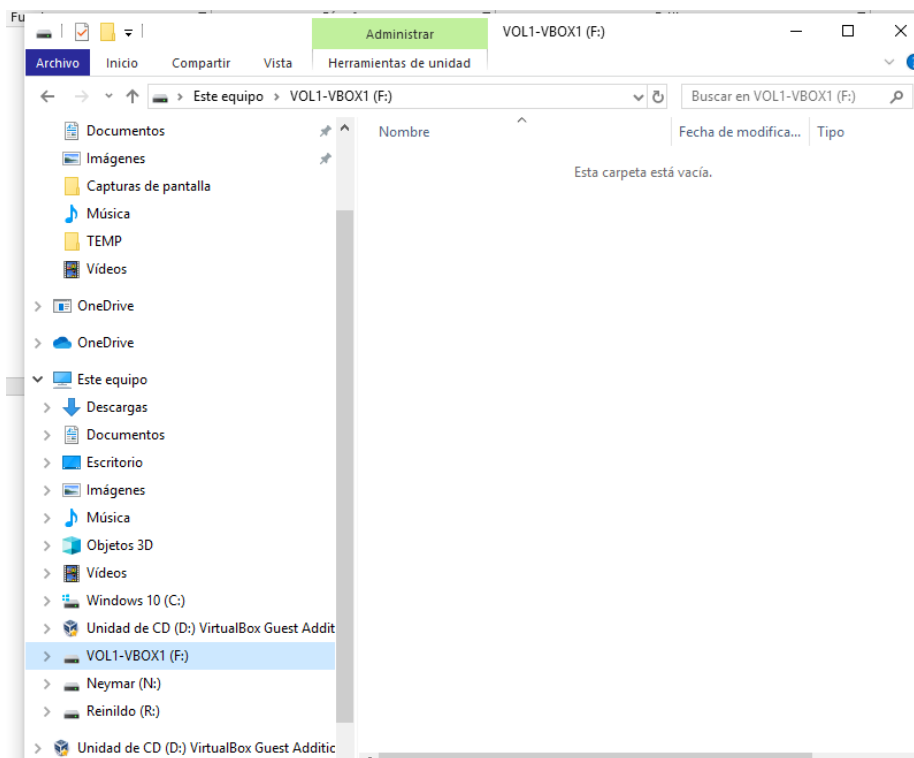 Administrar
VOL1-VBOX1 (F:)
Archivo
Inicio
Compartir
Vista
Herramientas de unidad
Este equipo > VOL1-VBOX1 (F:)
Buscar en VOL1-VBOX1 (F:)
Documentos
Imágenes
Capturas de pantalla
Música
TEMP
Vídeos
OneDrive
OneDrive
Este equipo
Descargas
Documentos
Escritorio
Imágenes
Música
Objetos 3D
Vídeos
Windows 10 (C:)
Unidad de CD (D:) VirtualBox Guest Addit
VOL1-VBOX1 (F:)
Neymar (N:)
Reinildo (R:)
Unidad de CD (D:) VirtualBox Guest Additic
Nombre
Fecha de modifica...
Tipo
Esta carpeta está vacía.